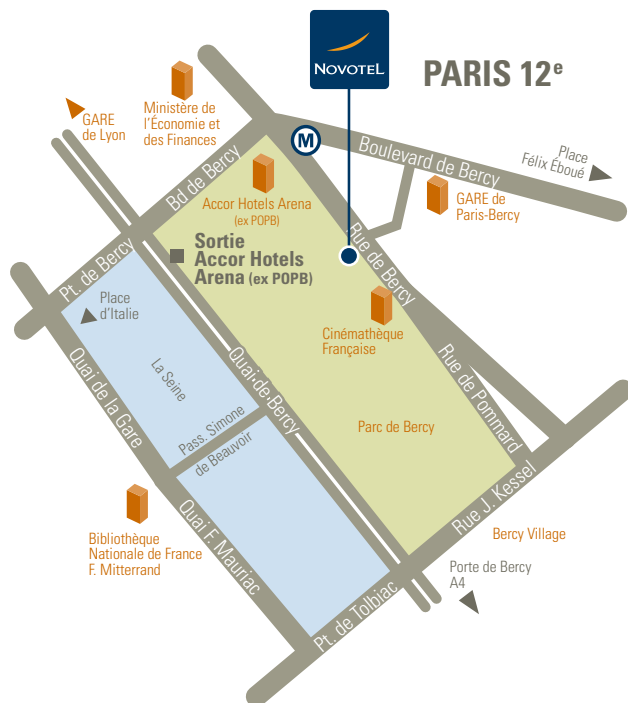 NOVOTEL
PARIS 12e
Ministère de
l'Économie et
des Finances
GARE
de Lyon
M
Boulevard de Bercy
Place
Félix Éboué
Bd de Bercy
Accor Hotels Arena
(ex POPB)
GARE de
Paris-Bercy
Sortie
Accor Hotels
Arena (ex POPB)
Rue de Bercy
Pt. de Bercy
Place
d'Italie
Cinémathèque
Française
La Seine
Quai de Bercy
Quai de la Gare
Rue de Pommard
Pass. Simone
de Beauvoir
Parc de Bercy
Rue J. Kessel
Bibliothèque
Nationale de France
F. Mitterrand
Quai F. Mauriac
Bercy Village
Porte de Bercy
A4
Pt. de Tolbiac